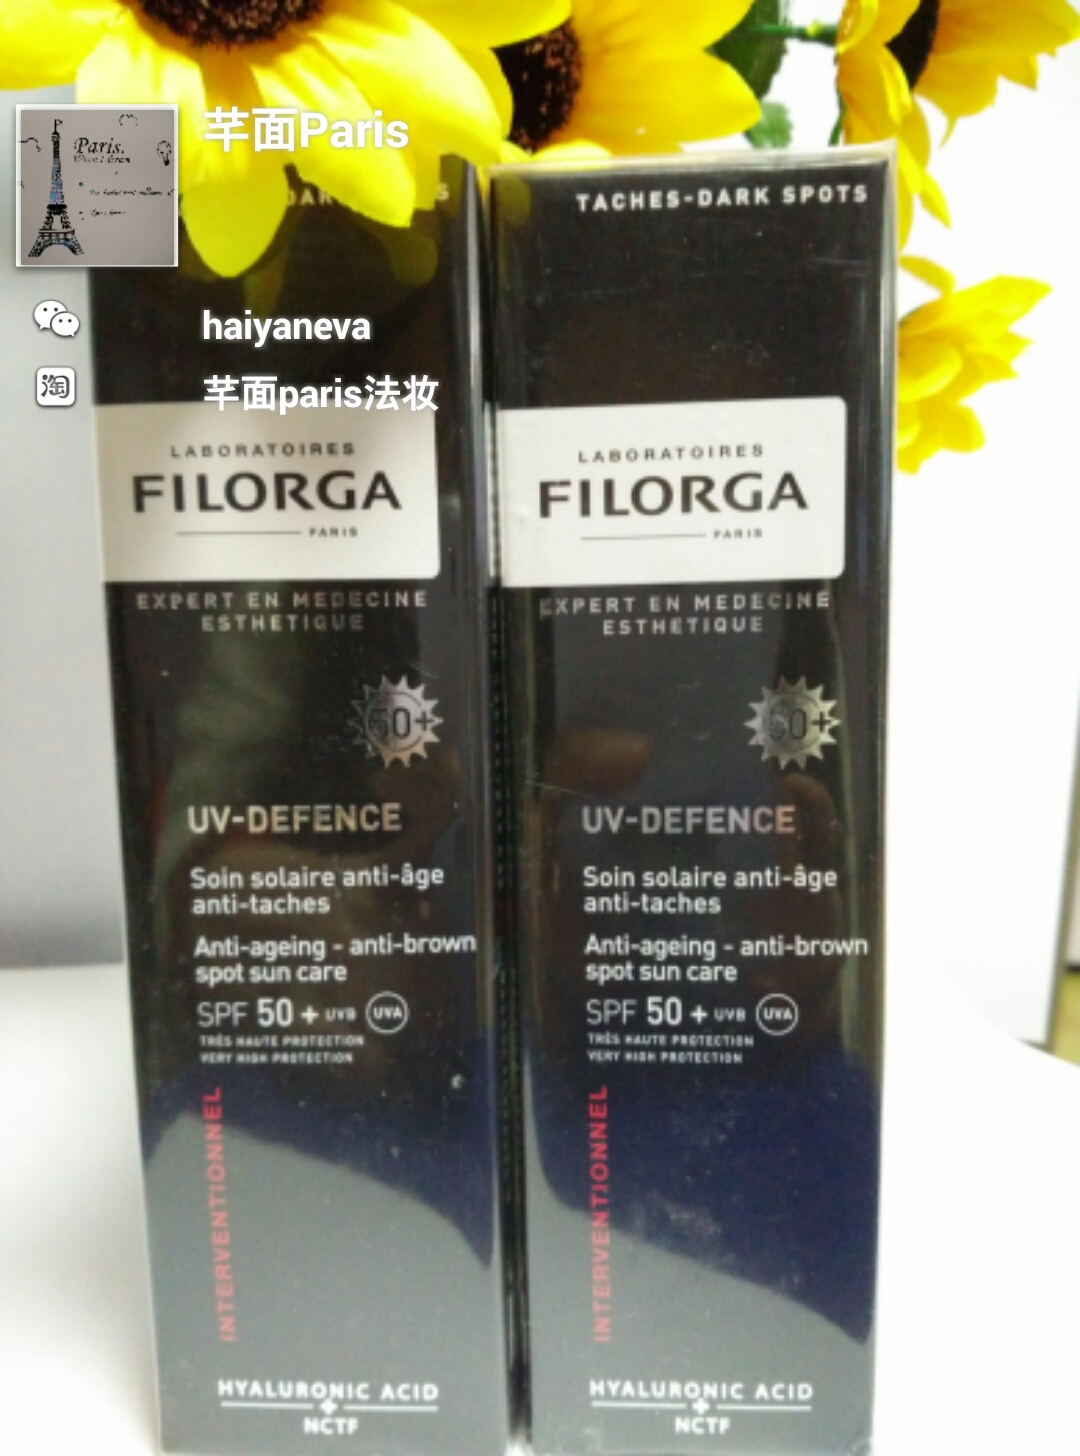 芊面Paris
Paris.
haiyaneva
淘
芊面paris法妆
LABORATOIRES
FILORGA
PARIS
EXPERT EN MEDECINE
ESTHETIQUE
50+
UV-DEFENCE
Soin solaire anti-âge
anti-taches
Anti-ageing - anti-brown
spot sun care
SPF 50 + UVB UVA
TRÈS HAUTE PROTECTION
VERY HIGH PROTECTION
INTERVENTIONNEL
HYALURONIC ACID
+
NCTF
TACHES-DARK SPOTS
LABORATOIRES
FILORGA
PARIS
EXPERT EN MEDECINE
ESTHETIQUE
50+
UV-DEFENCE
Soin solaire anti-âge
anti-taches
Anti-ageing - anti-brown
spot sun care
SPF 50 + UVB UVA
TRÈS HAUTE PROTECTION
VERY HIGH PROTECTION
INTERVENTIONNEL
HYALURONIC ACID
+
NCTF